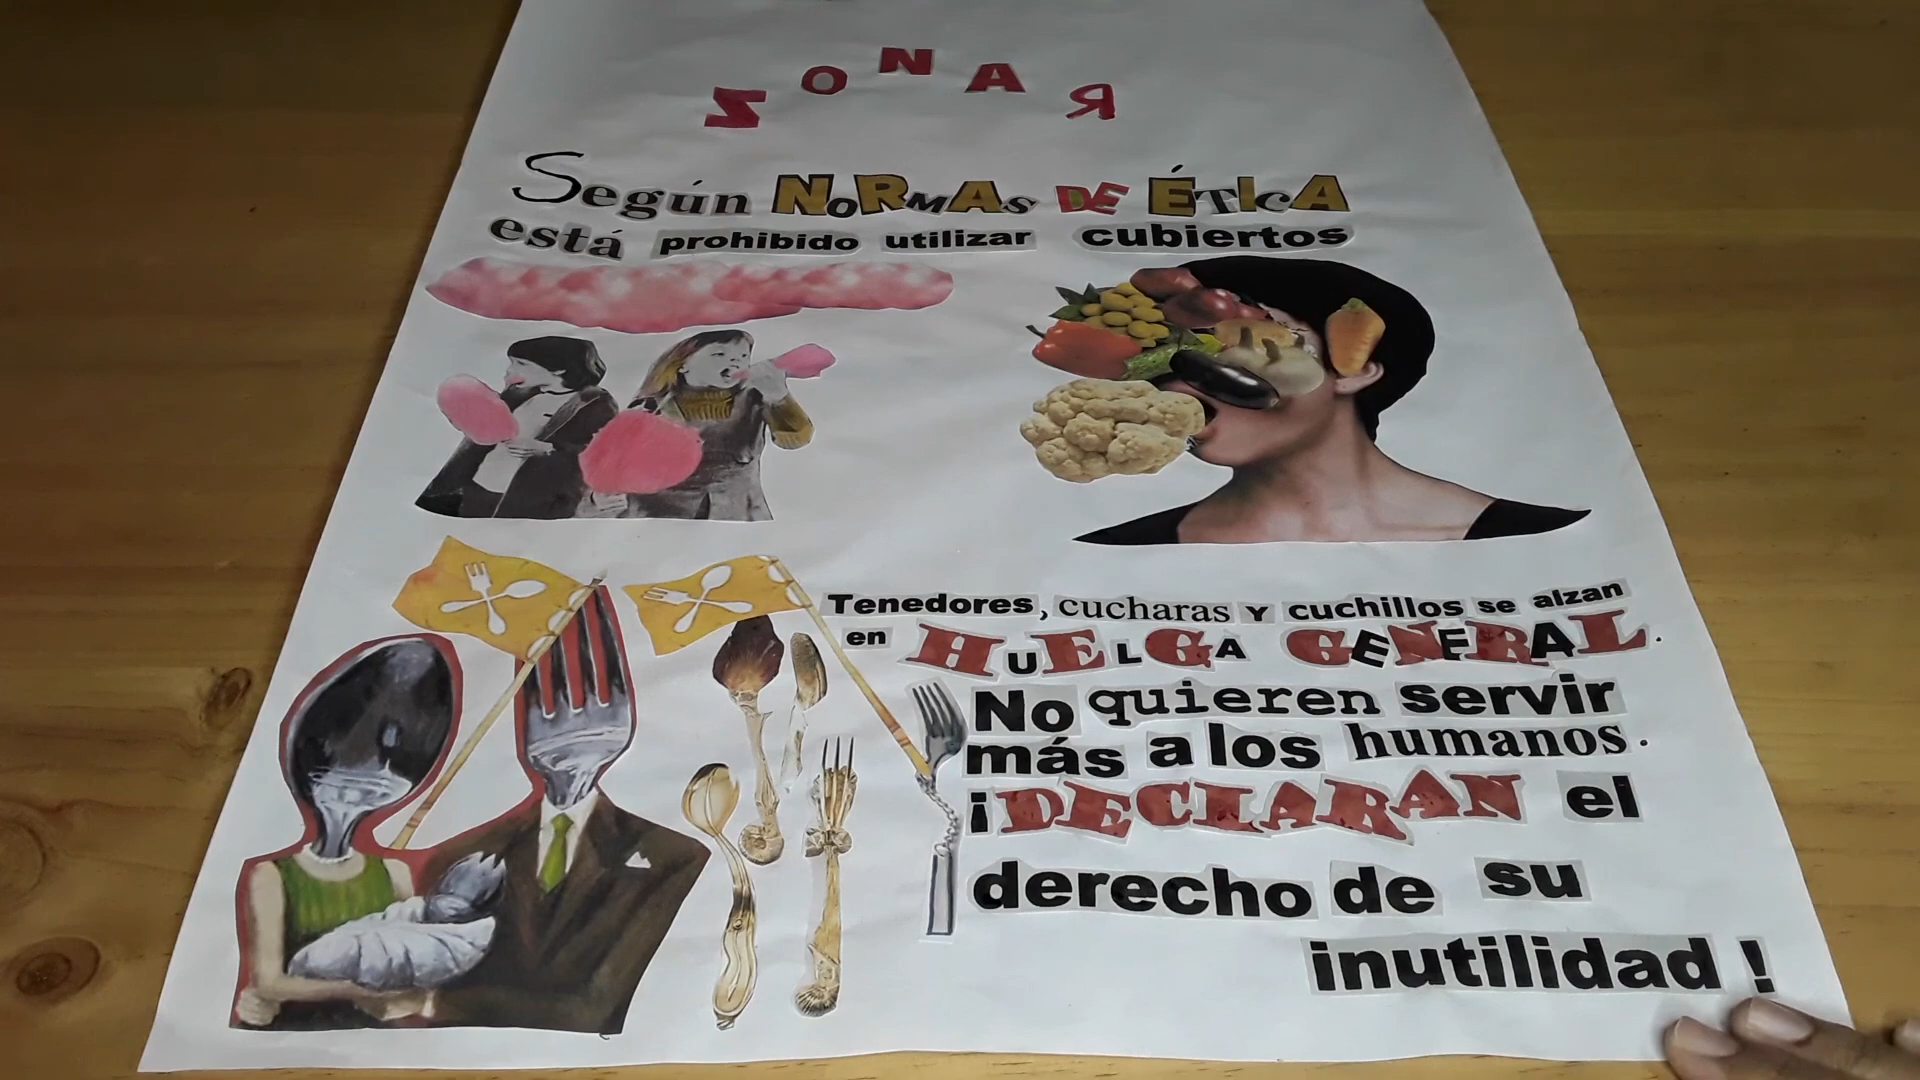 ZONAR
Según NORMAS DE ÉTICA
está prohibido utilizar cubiertos
Tenedores, cucharas Y cuchillos se alzan
en HUELGA GENERAL.
No quieren servir
más a los humanos.
¡DECLARAN el
derecho de su
inutilidad!